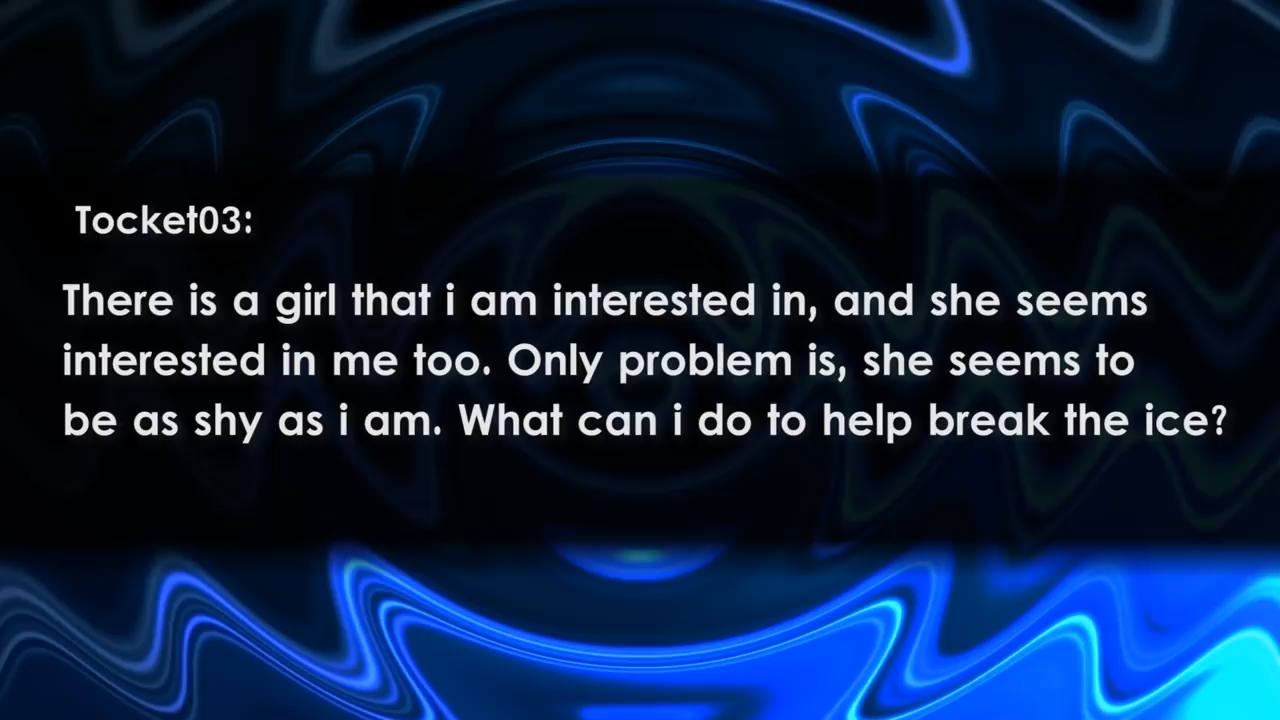 Tocket03:
There is a girl that i am interested in, and she seems
interested in me too. Only problem is, she seems to
be as shy as i am. What can i do to help break the ice?